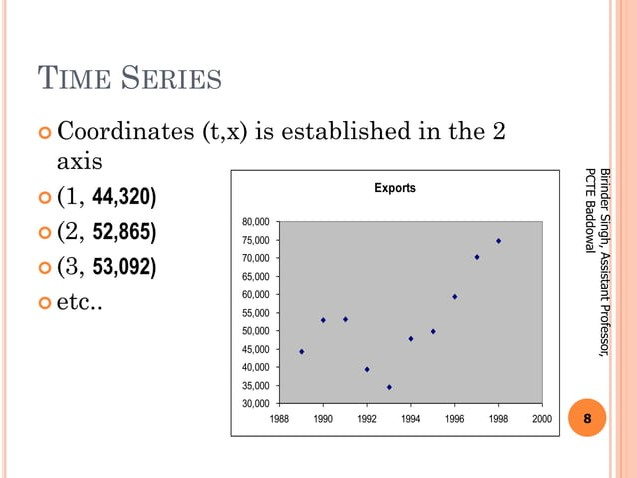 TIME SERIES
Coordinates (t,x) is established in the 2
axis
(1, 44,320)
(2, 52,865)
(3, 53,092)
etc..
Exports
80,000
75,000
70,000
65,000
60,000
55,000
50,000
45,000
40,000
35,000
30,000
1988 1990 1992 1994 1996 1998 2000
Birinder Singh, Assistant Professor,
PCTE Baddowal
8